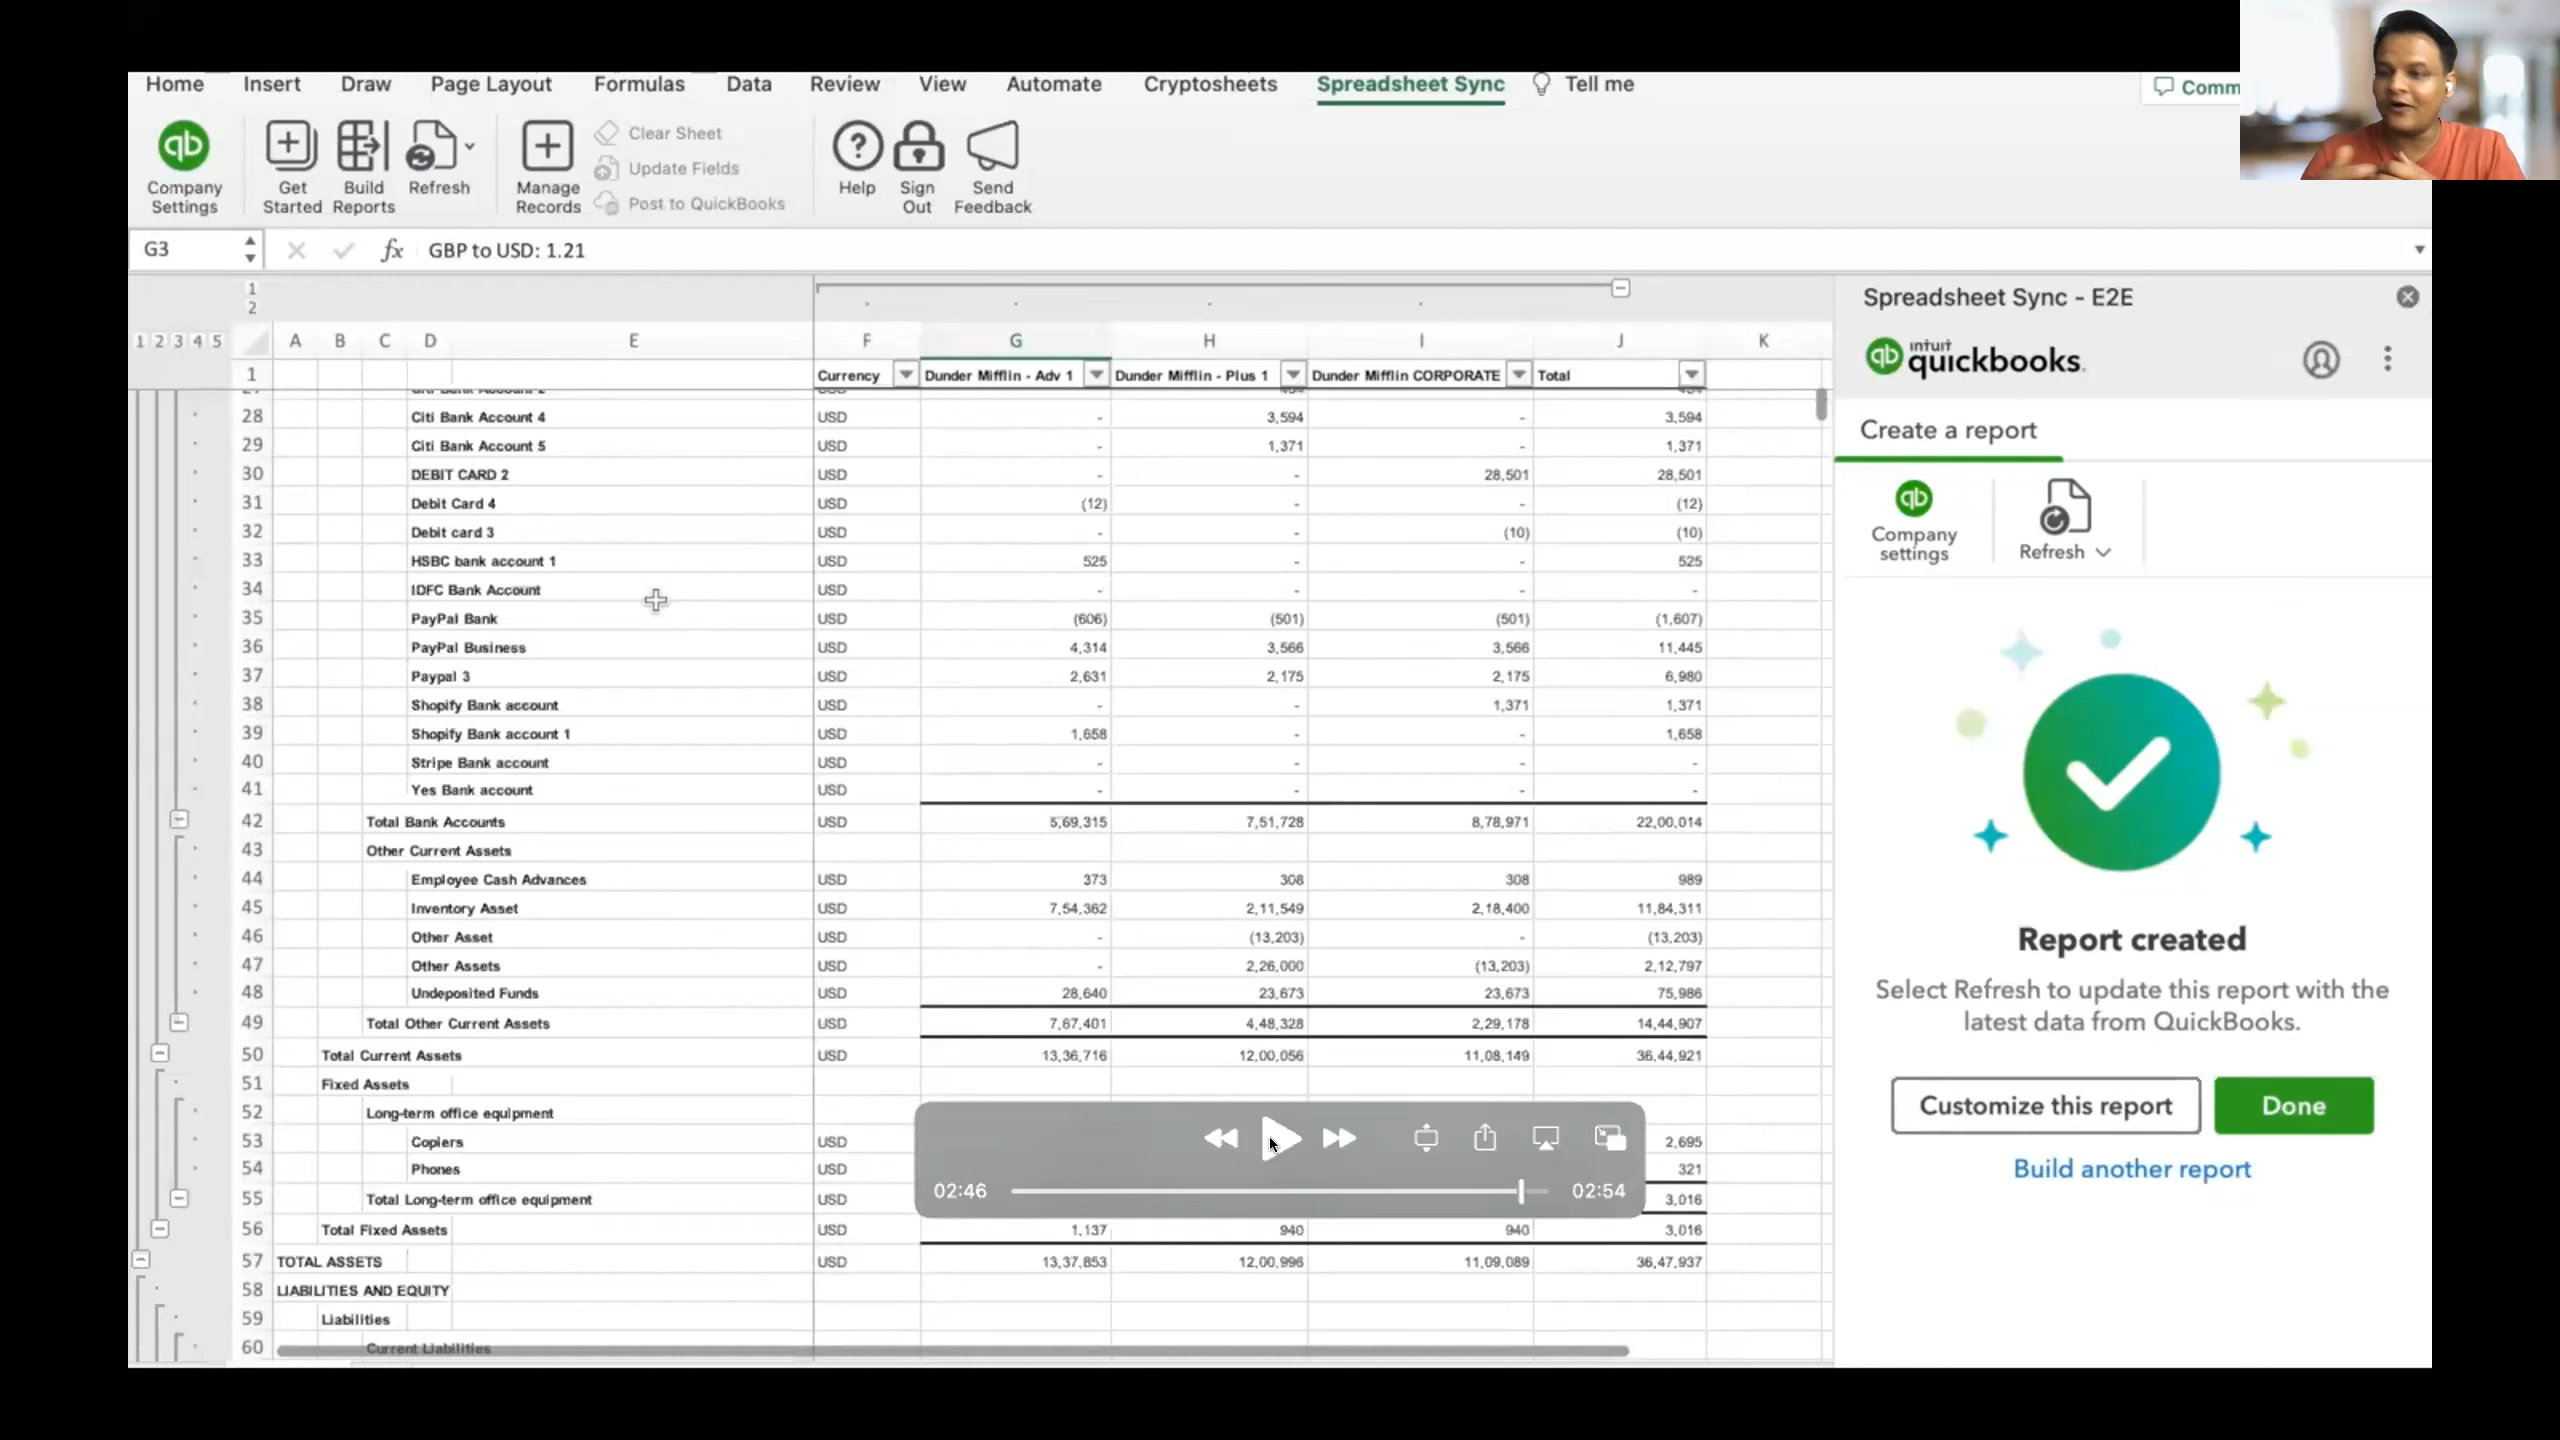 Home Insert Draw Page Layout Formulas Data Review View Automate Cryptosheets Spreadsheet Sync Tell me Comm
Company Settings
Get Started
Build Reports
Refresh
Manage Records
Clear Sheet
Update Fields
Post to QuickBooks
Help
Sign Out
Send Feedback
G3 fx GBP to USD: 1.21
1
2
1 2 3 4 5 A B C D E F G H I J K
1 Currency Dunder Mifflin - Adv 1 Dunder Mifflin - Plus 1 Dunder Mifflin CORPORATE Total
28 Citi Bank Account 4 USD - 3,594 - 3,594
29 Citi Bank Account 5 USD - 1,371 - 1,371
30 DEBIT CARD 2 USD - - 28,501 28,501
31 Debit Card 4 USD (12) - - (12)
32 Debit card 3 USD - - (10) (10)
33 HSBC bank account 1 USD 525 - - 525
34 IDFC Bank Account USD - - - -
35 PayPal Bank USD (606) (501) (501) (1,607)
36 PayPal Business USD 4,314 3,566 3,566 11,445
37 Paypal 3 USD 2,631 2,175 2,175 6,980
38 Shopify Bank account USD - - 1,371 1,371
39 Shopify Bank account 1 USD 1,658 - - 1,658
40 Stripe Bank account USD - - - -
41 Yes Bank account USD - - - -
42 Total Bank Accounts USD 5,69,315 7,51,728 8,78,971 22,00,014
43 Other Current Assets
44 Employee Cash Advances USD 373 308 308 989
45 Inventory Asset USD 7,54,362 2,11,549 2,18,400 11,84,311
46 Other Asset USD - (13,203) - (13,203)
47 Other Assets USD - 2,26,000 (13,203) 2,12,797
48 Undeposited Funds USD 28,640 23,673 23,673 75,986
49 Total Other Current Assets USD 7,67,401 4,48,328 2,29,178 14,44,907
50 Total Current Assets USD 13,36,716 12,00,056 11,08,149 36,44,921
51 Fixed Assets
52 Long-term office equipment
53 Copiers USD 2,695
54 Phones USD 321
55 Total Long-term office equipment USD 3,016
56 Total Fixed Assets USD 1,137 940 940 3,016
57 TOTAL ASSETS USD 13,37,853 12,00,996 11,09,089 36,47,937
58 LIABILITIES AND EQUITY
59 Liabilities
60 Current Liabilities
02:46 02:54
Spreadsheet Sync - E2E
qb intuit quickbooks.
Create a report
Company settings
Refresh
Report created
Select Refresh to update this report with the
latest data from QuickBooks.
Customize this report Done
Build another report